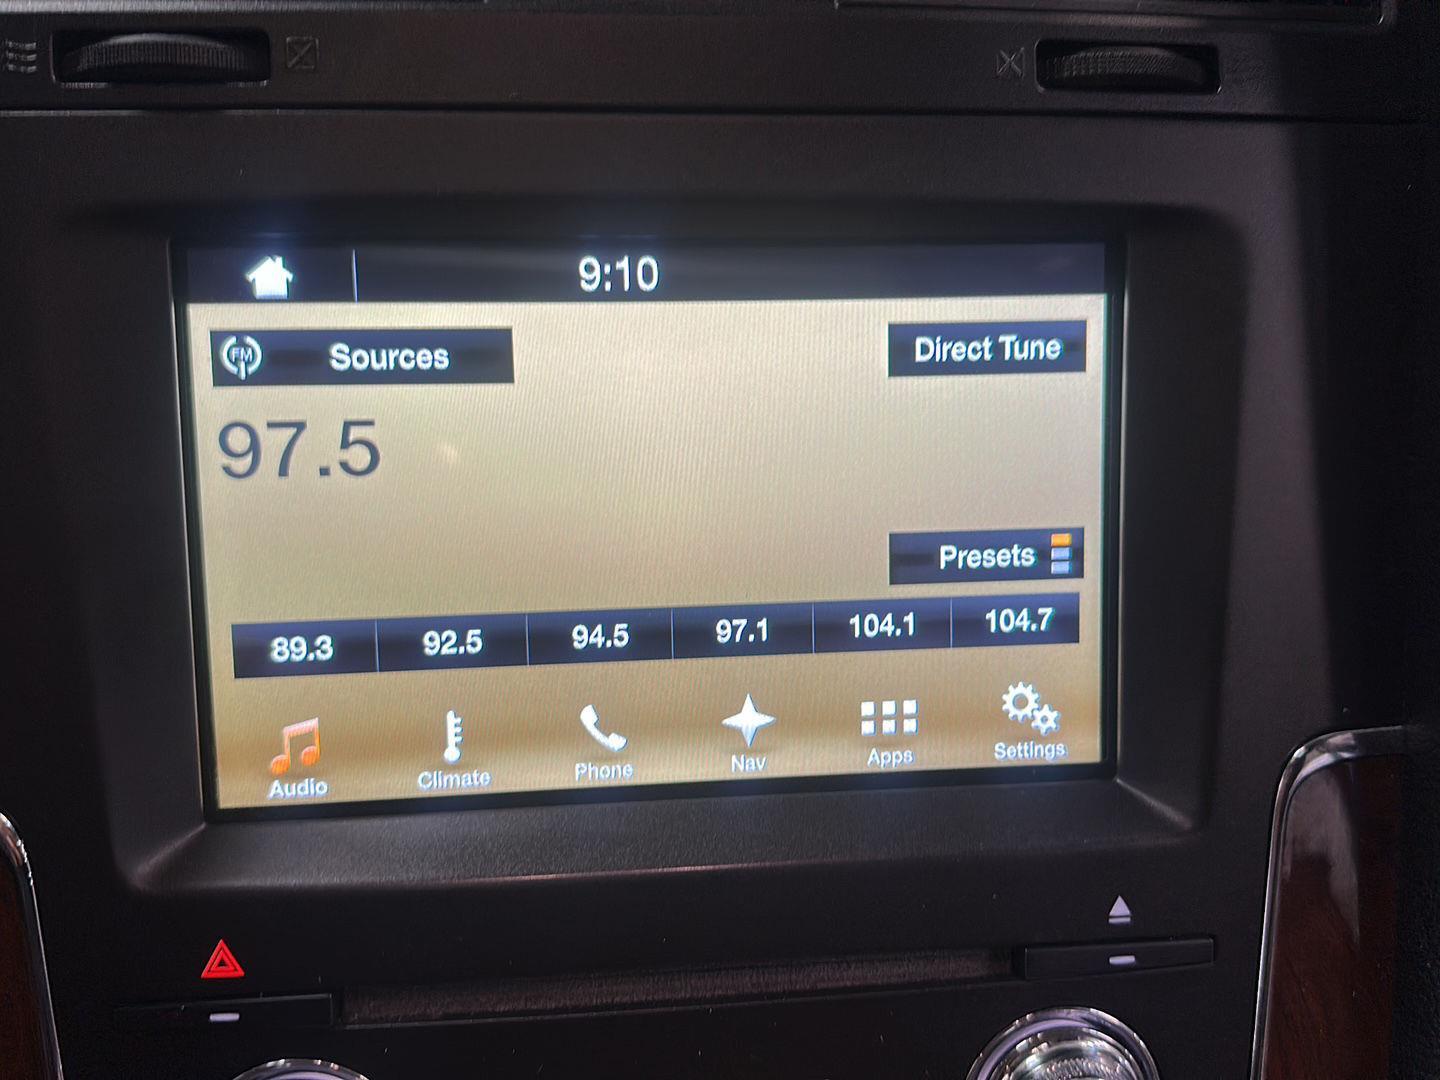 9:10
FM Sources
Direct Tune
97.5
Presets
89.3 92.5 94.5 97.1 104.1 104.7
Audio Climate Phone Nav Apps Settings